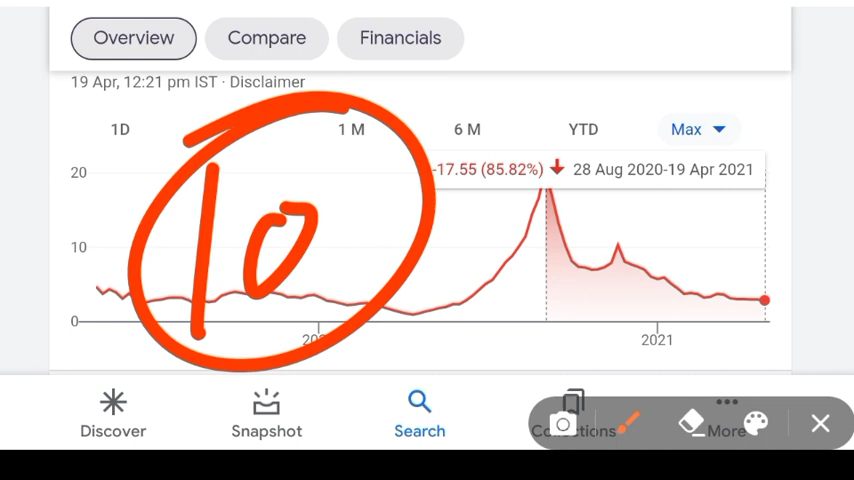 Overview Compare Financials
19 Apr, 12:21 pm IST · Disclaimer
1D 1 M 6 M YTD Max
-17.55 (85.82%) 28 Aug 2020-19 Apr 2021
20
10
10
0
2021
Discover Snapshot Search More